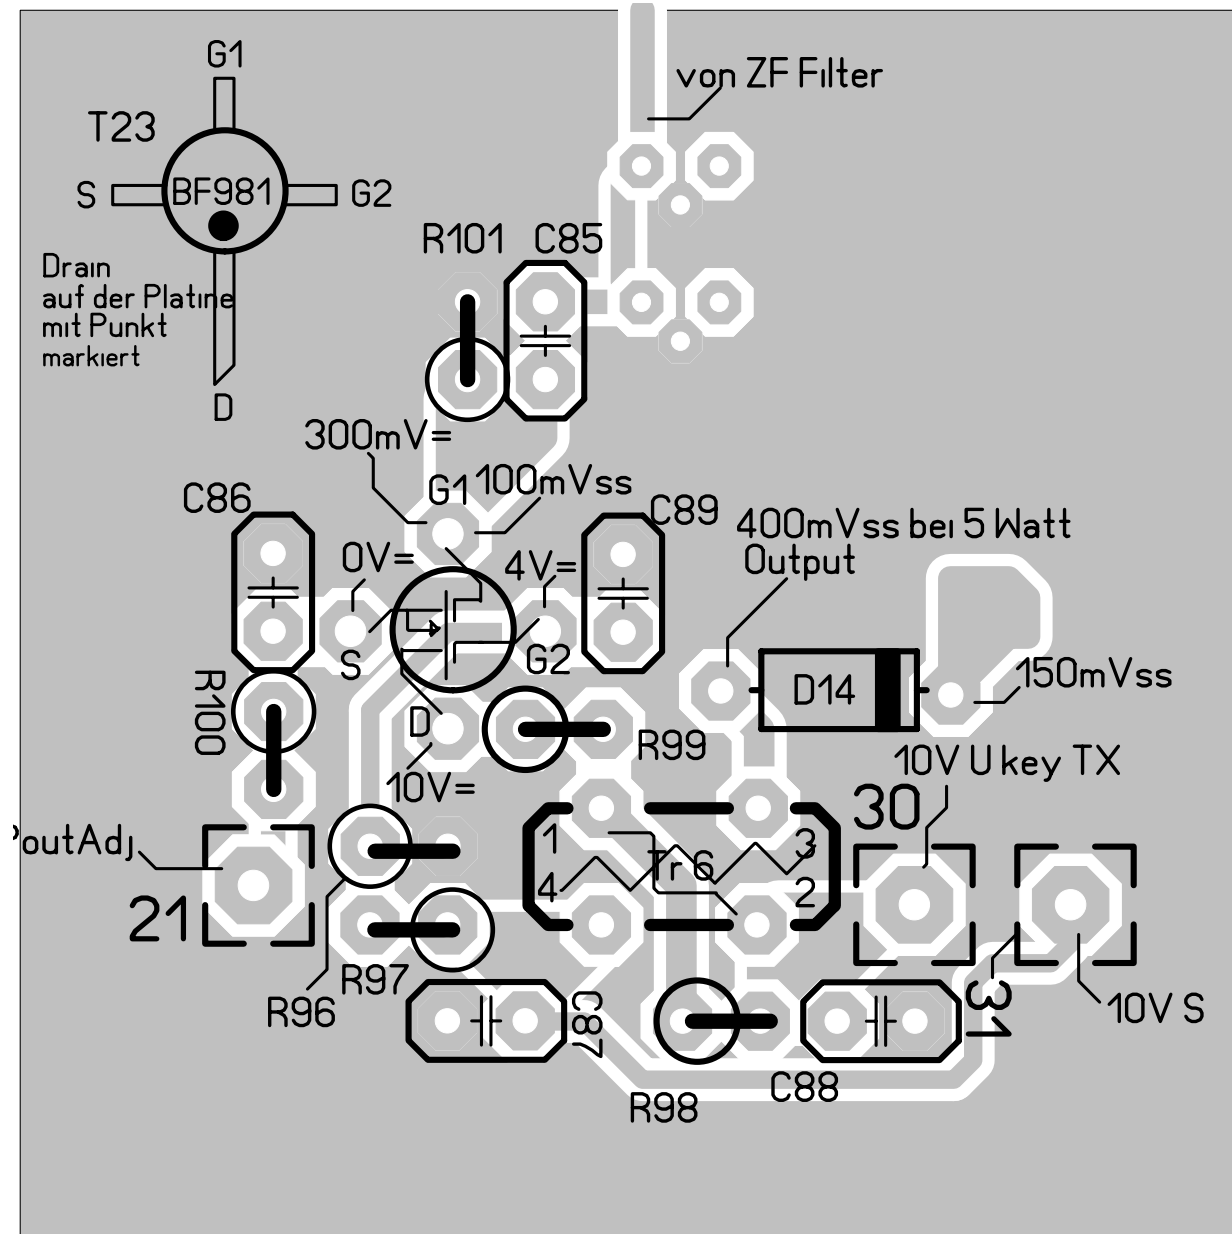 G1
von ZF Filter
T23
S
BF981
G2
R101
C85
Drain
auf der Platine
mit Punkt
markiert
D
300mV=
G1
100mVss
C86
C89
400mVss bei 5 Watt
Output
0V=
4V=
S
G2
R100
D14
150mVss
D
R99
10V=
10V U key TX
30
PoutAdj
1
3
Tr 6
4
2
21
R97
R96
C87
31
10V S
C88
R98